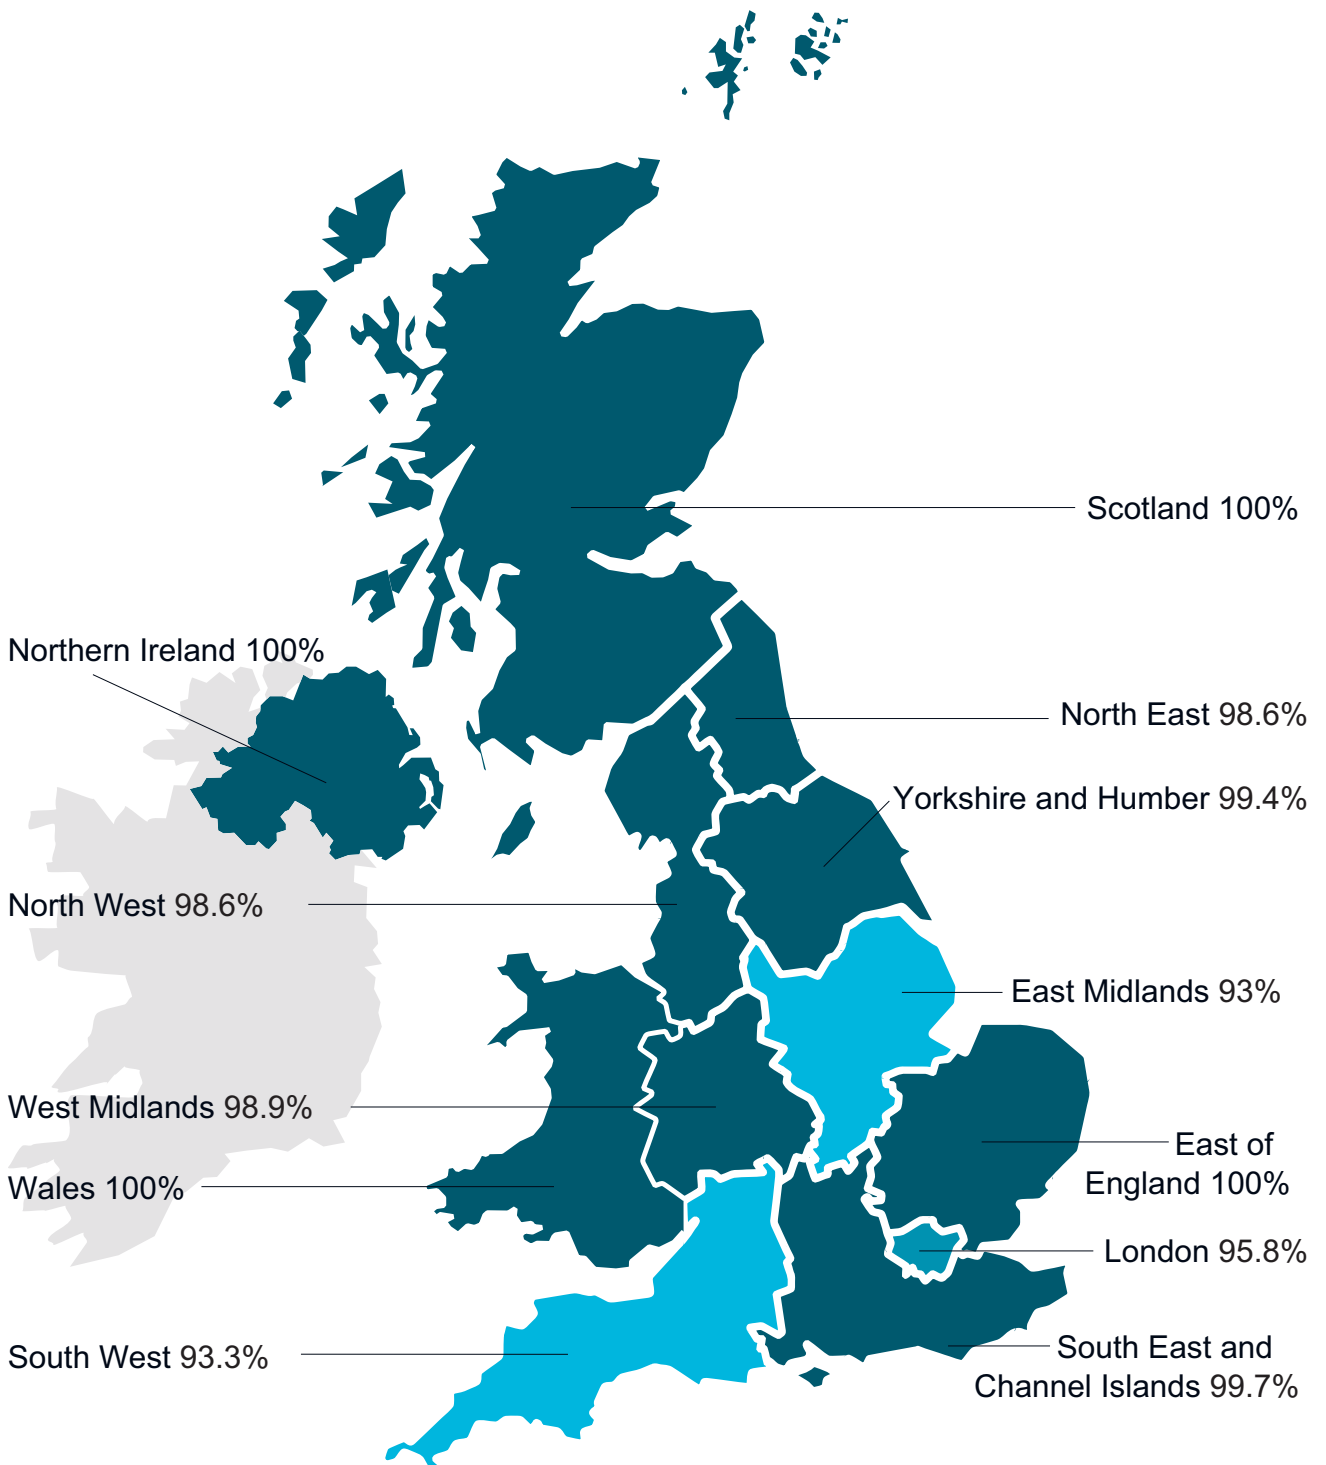 Scotland 100%
Northern Ireland 100%
North East 98.6%
Yorkshire and Humber 99.4%
North West 98.6%
East Midlands 93%
West Midlands 98.9%
East of
England 100%
Wales 100%
London 95.8%
South West 93.3%
South East and
Channel Islands 99.7%